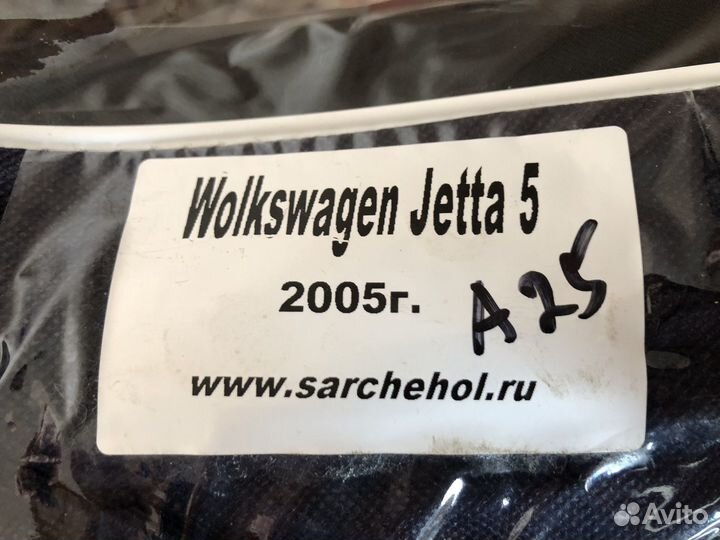 Wolkswagen Jetta 5
2005г.
A25
www.sarchehol.ru
Avito